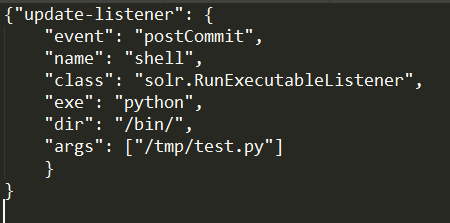 {"update-listener": {
    "event": "postCommit",
    "name": "shell",
    "class": "solr.RunExecutableListener",
    "exe": "python",
    "dir": "/bin/",
    "args": ["/tmp/test.py"]
    }
}